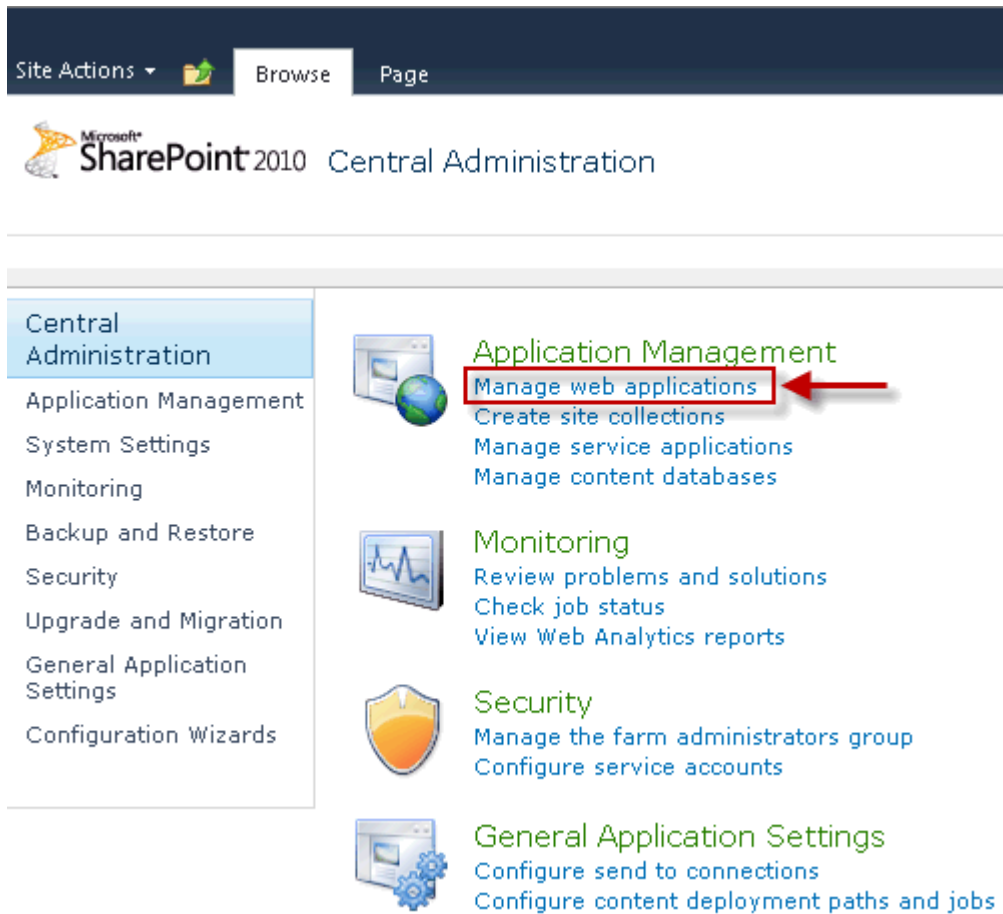 Site Actions
Browse
Page
Microsoft®
SharePoint® 2010 Central Administration
Central
Administration
Application Management
System Settings
Monitoring
Backup and Restore
Security
Upgrade and Migration
General Application
Settings
Configuration Wizards
Application Management
Manage web applications
Create site collections
Manage service applications
Manage content databases
Monitoring
Review problems and solutions
Check job status
View Web Analytics reports
Security
Manage the farm administrators group
Configure service accounts
General Application Settings
Configure send to connections
Configure content deployment paths and jobs